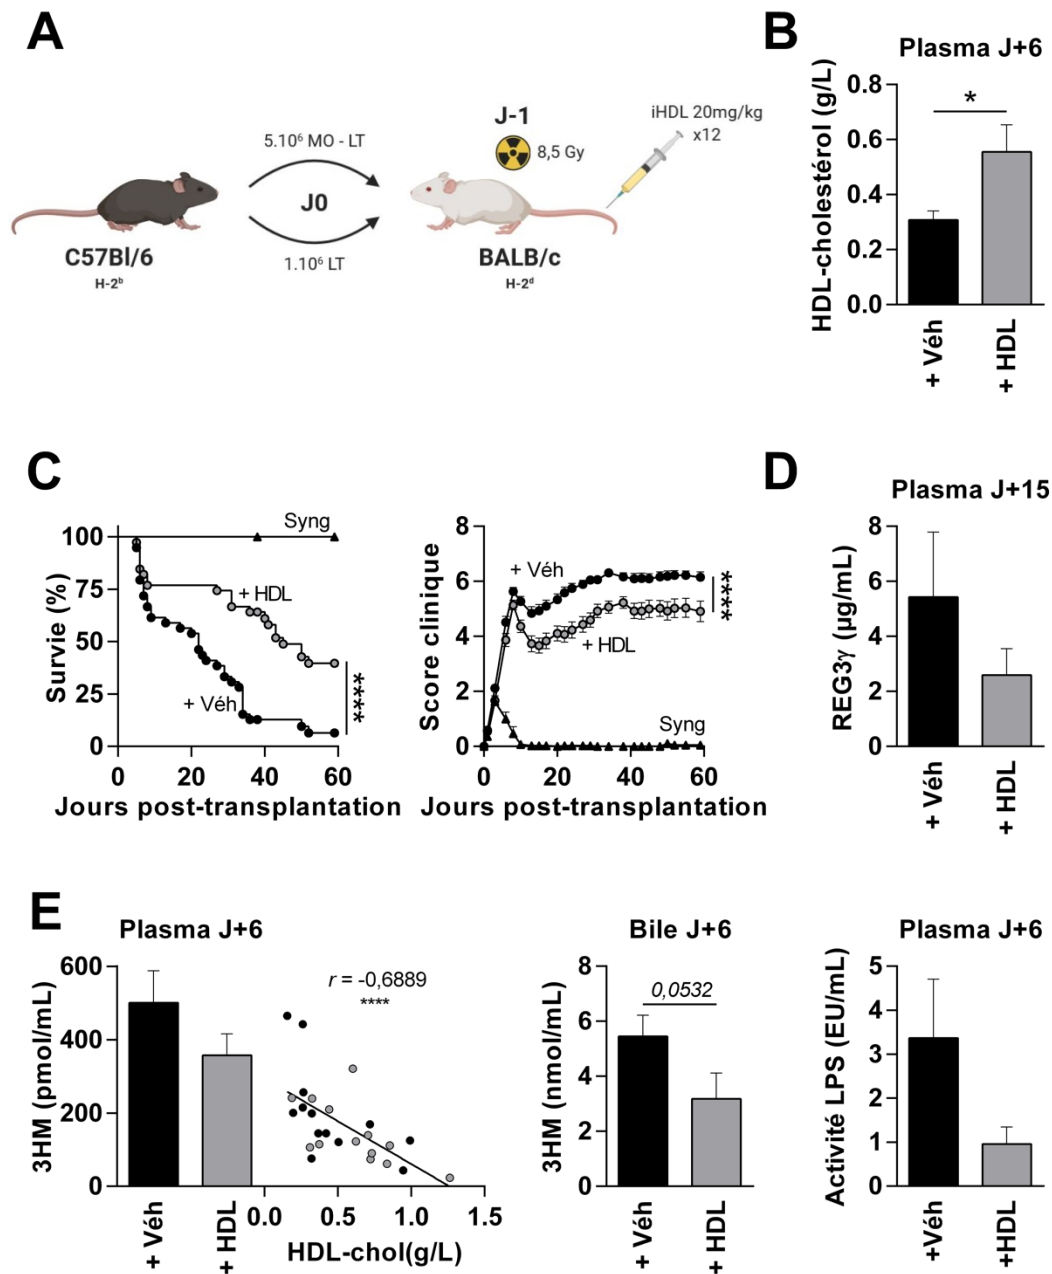 A
5.10⁶ MO - LT
J0
1.10⁶ LT
C57Bl/6
H-2ᵇ
J-1
8,5 Gy
iHDL 20mg/kg
x12
BALB/c
H-2ᵈ
B
Plasma J+6
HDL-cholestérol (g/L)
0.8
0.6
0.4
0.2
0.0
*
+ Véh
+ HDL
C
Survie (%)
100
75
50
25
0
Syng
+ HDL
+ Véh
****
0 20 40 60
Jours post-transplantation
Score clinique
8
6
4
2
0
+ Véh
+ HDL
Syng
****
0 20 40 60
Jours post-transplantation
D
Plasma J+15
REG3γ (µg/mL)
8
6
4
2
0
+ Véh
+ HDL
E
Plasma J+6
3HM (pmol/mL)
600
400
200
0
+ Véh
+ HDL
r = -0,6889
****
0.0 0.5 1.0 1.5
HDL-chol(g/L)
Bile J+6
3HM (nmol/mL)
8
6
4
2
0
0,0532
+ Véh
+ HDL
Plasma J+6
Activité LPS (EU/mL)
5
4
3
2
1
0
+Véh
+HDL